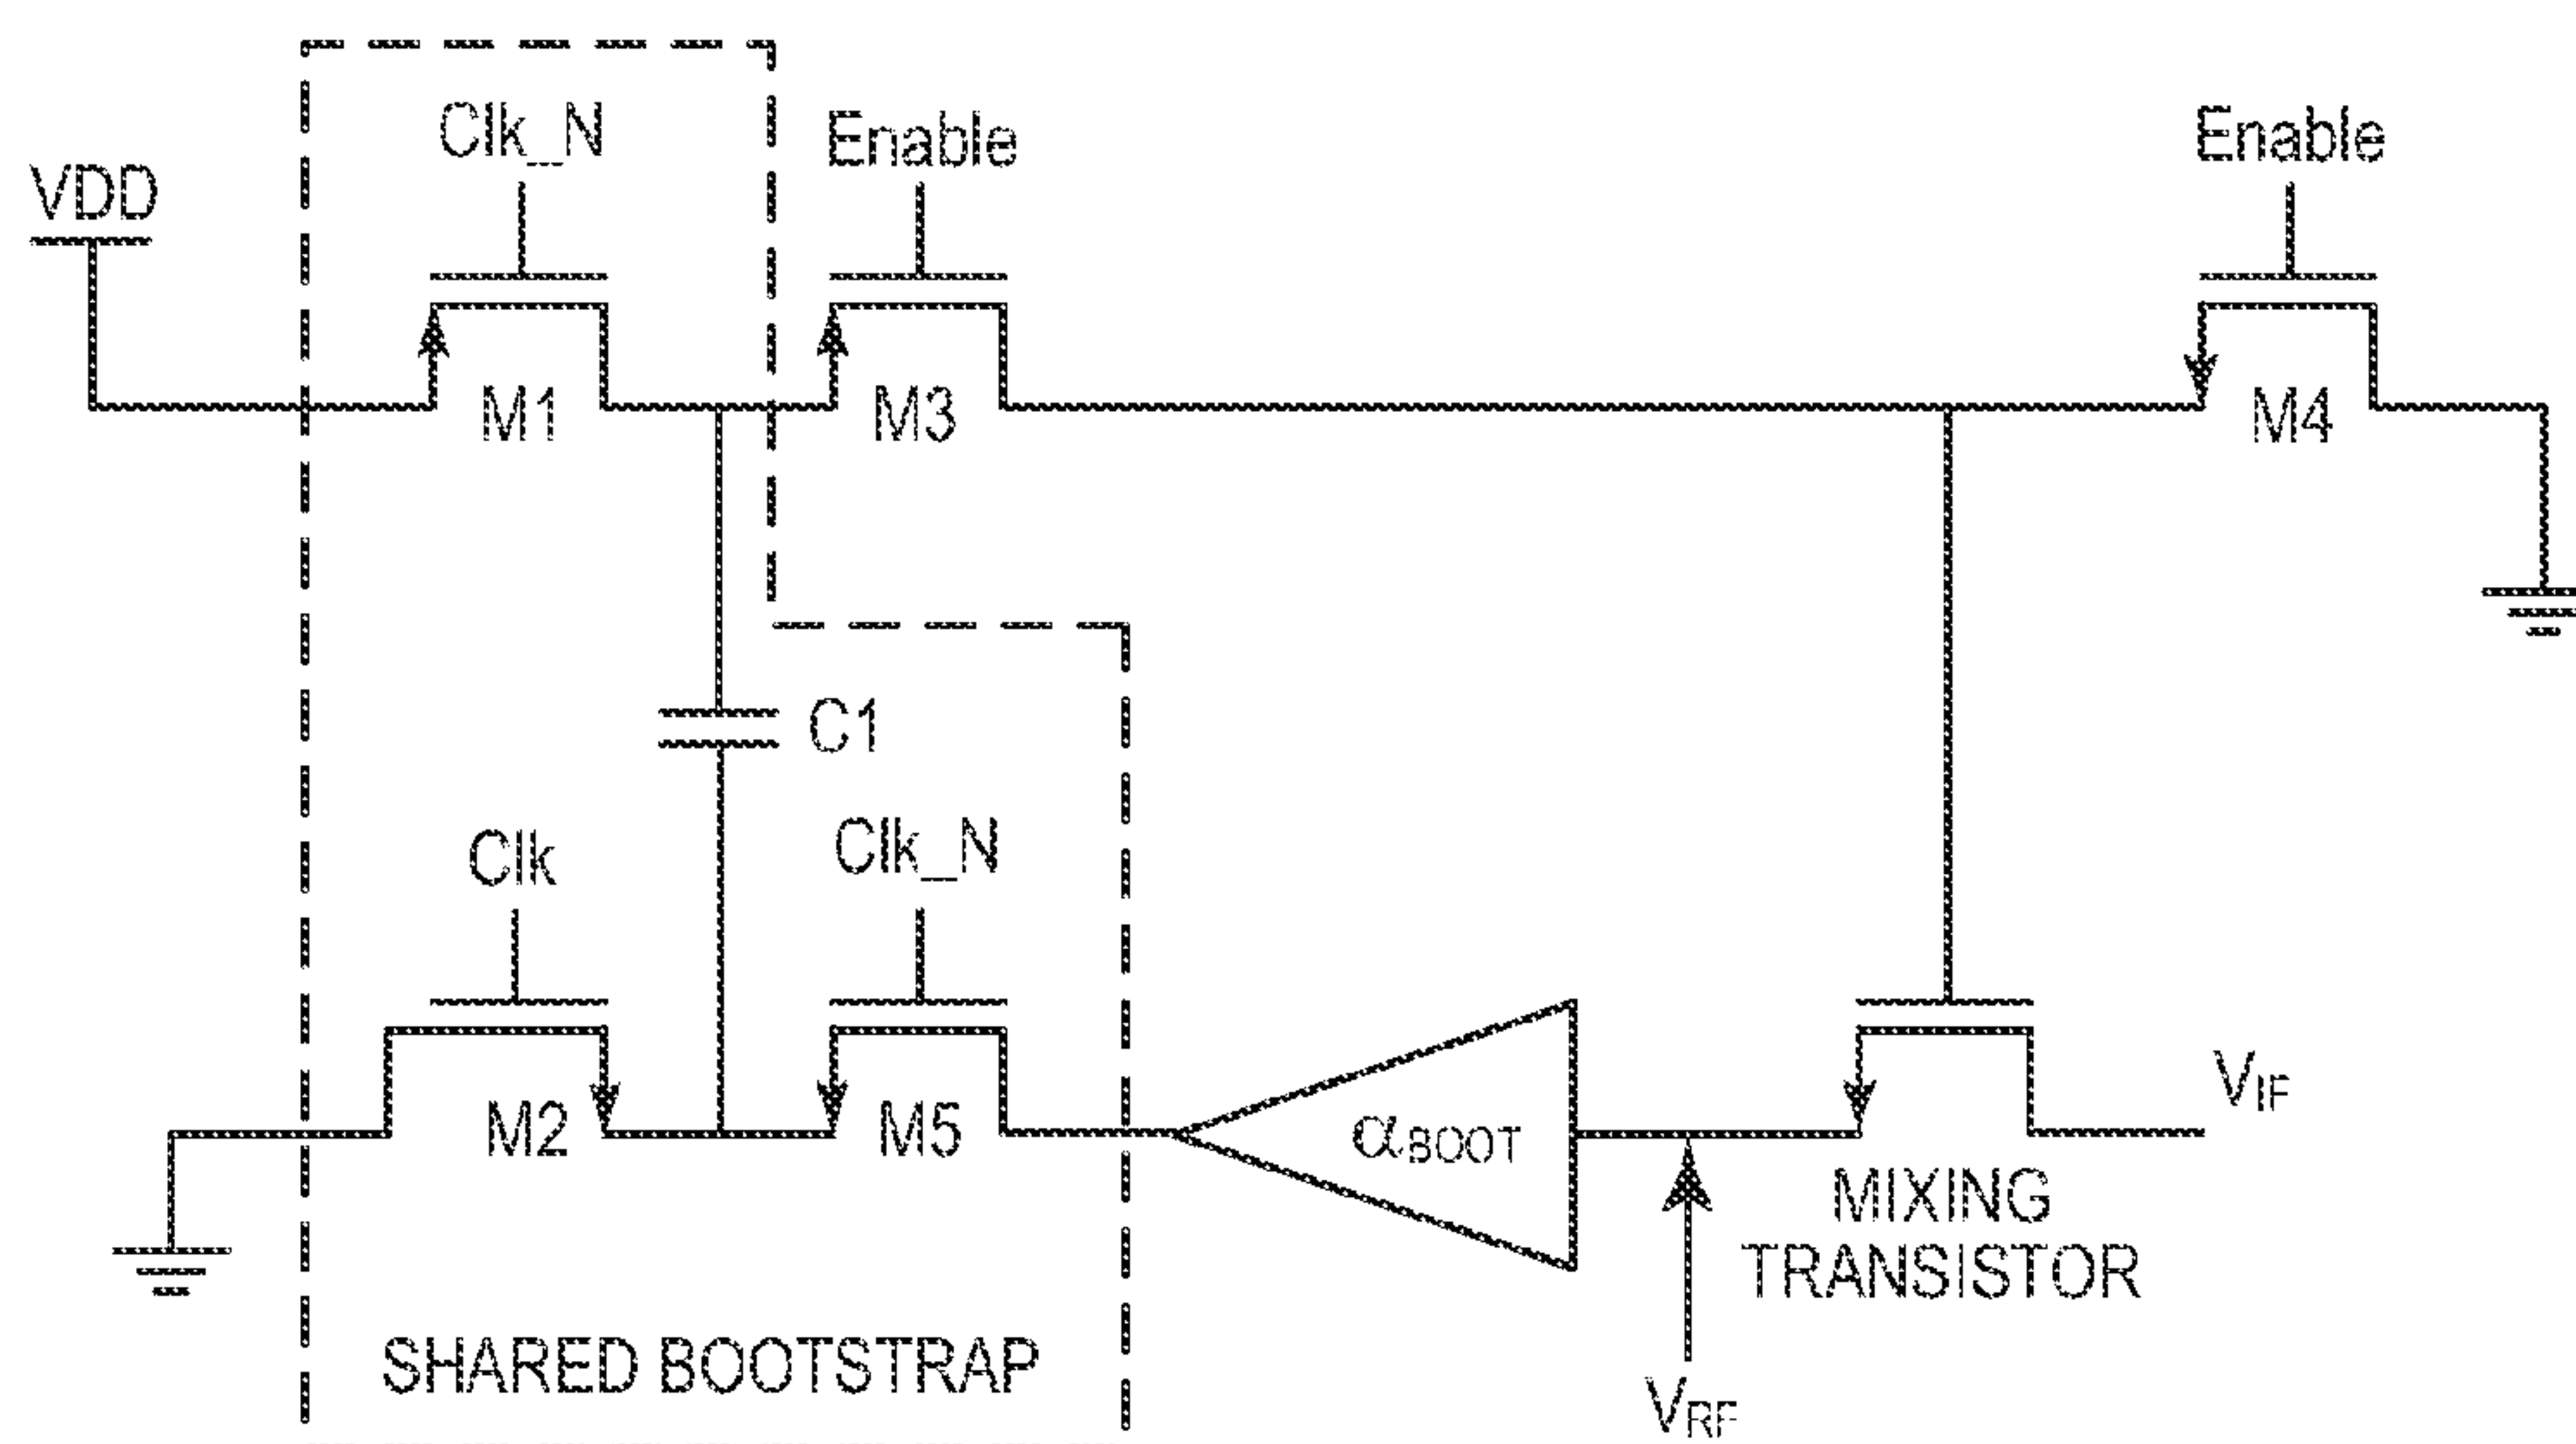 Clk_N
Enable
Enable
VDD
M1
M3
M4
C1
Clk
Clk_N
M2
M5
αBOOT
VIF
MIXING
TRANSISTOR
SHARED BOOTSTRAP
VRF